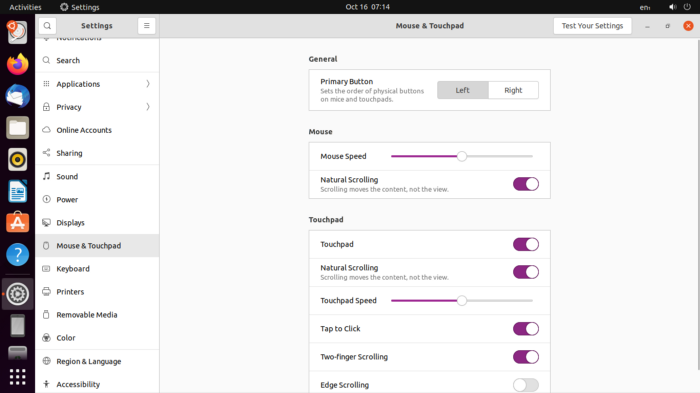 Activities
Settings
Oct 16 07:14
en₁
Settings
Mouse & Touchpad
Test Your Settings
Notifications
Search
Applications
Privacy
Online Accounts
Sharing
Sound
Power
Displays
Mouse & Touchpad
Keyboard
Printers
Removable Media
Color
Region & Language
Accessibility
General
Primary Button
Sets the order of physical buttons
on mice and touchpads.
Left
Right
Mouse
Mouse Speed
Natural Scrolling
Scrolling moves the content, not the view.
Touchpad
Touchpad
Natural Scrolling
Scrolling moves the content, not the view.
Touchpad Speed
Tap to Click
Two-finger Scrolling
Edge Scrolling